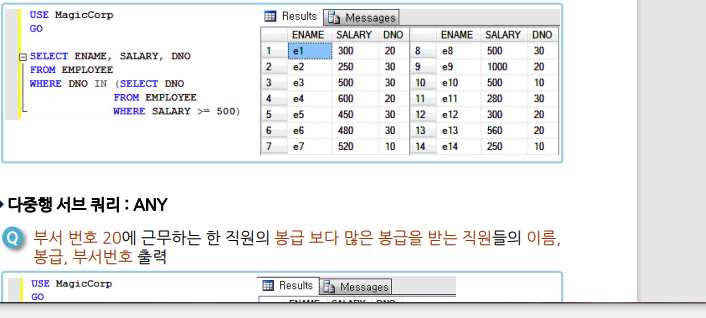 USE MagicCorp
GO
SELECT ENAME, SALARY, DNO
FROM EMPLOYEE
WHERE DNO IN (SELECT DNO
FROM EMPLOYEE
WHERE SALARY >= 500)
Results Messages
ENAME SALARY DNO ENAME SALARY DNO
1 e1 300 20 8 e8 500 30
2 e2 250 30 9 e9 1000 20
3 e3 500 30 10 e10 500 10
4 e4 600 20 11 e11 280 30
5 e5 450 30 12 e12 300 20
6 e6 480 30 13 e13 560 20
7 e7 520 10 14 e14 250 10
다중행 서브 쿼리 : ANY
Q 부서 번호 20에 근무하는 한 직원의 봉급 보다 많은 봉급을 받는 직원들의 이름,
봉급, 부서번호 출력
USE MagicCorp
GO
Results Messages
ENAME SALARY DNO